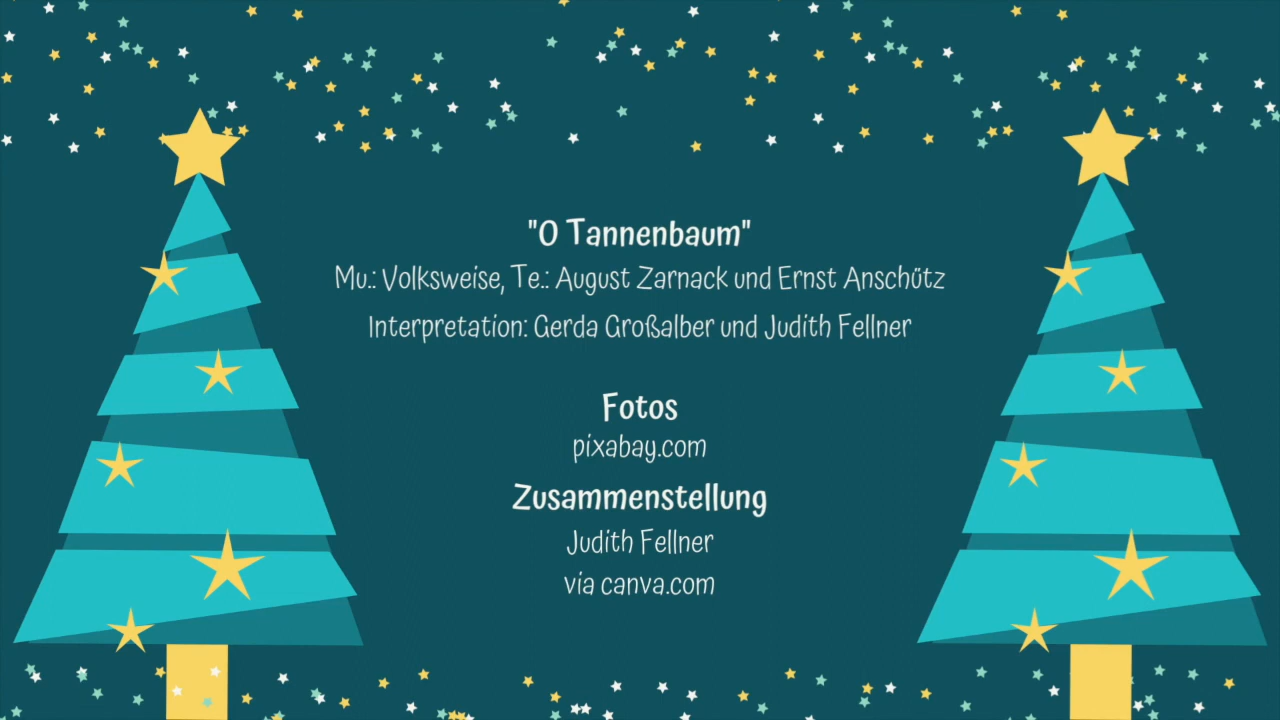 "O Tannenbaum"
Mu.: Volksweise, Te.: August Zarnack und Ernst Anschütz
Interpretation: Gerda Großalber und Judith Fellner
Fotos
pixabay.com
Zusammenstellung
Judith Fellner
via canva.com